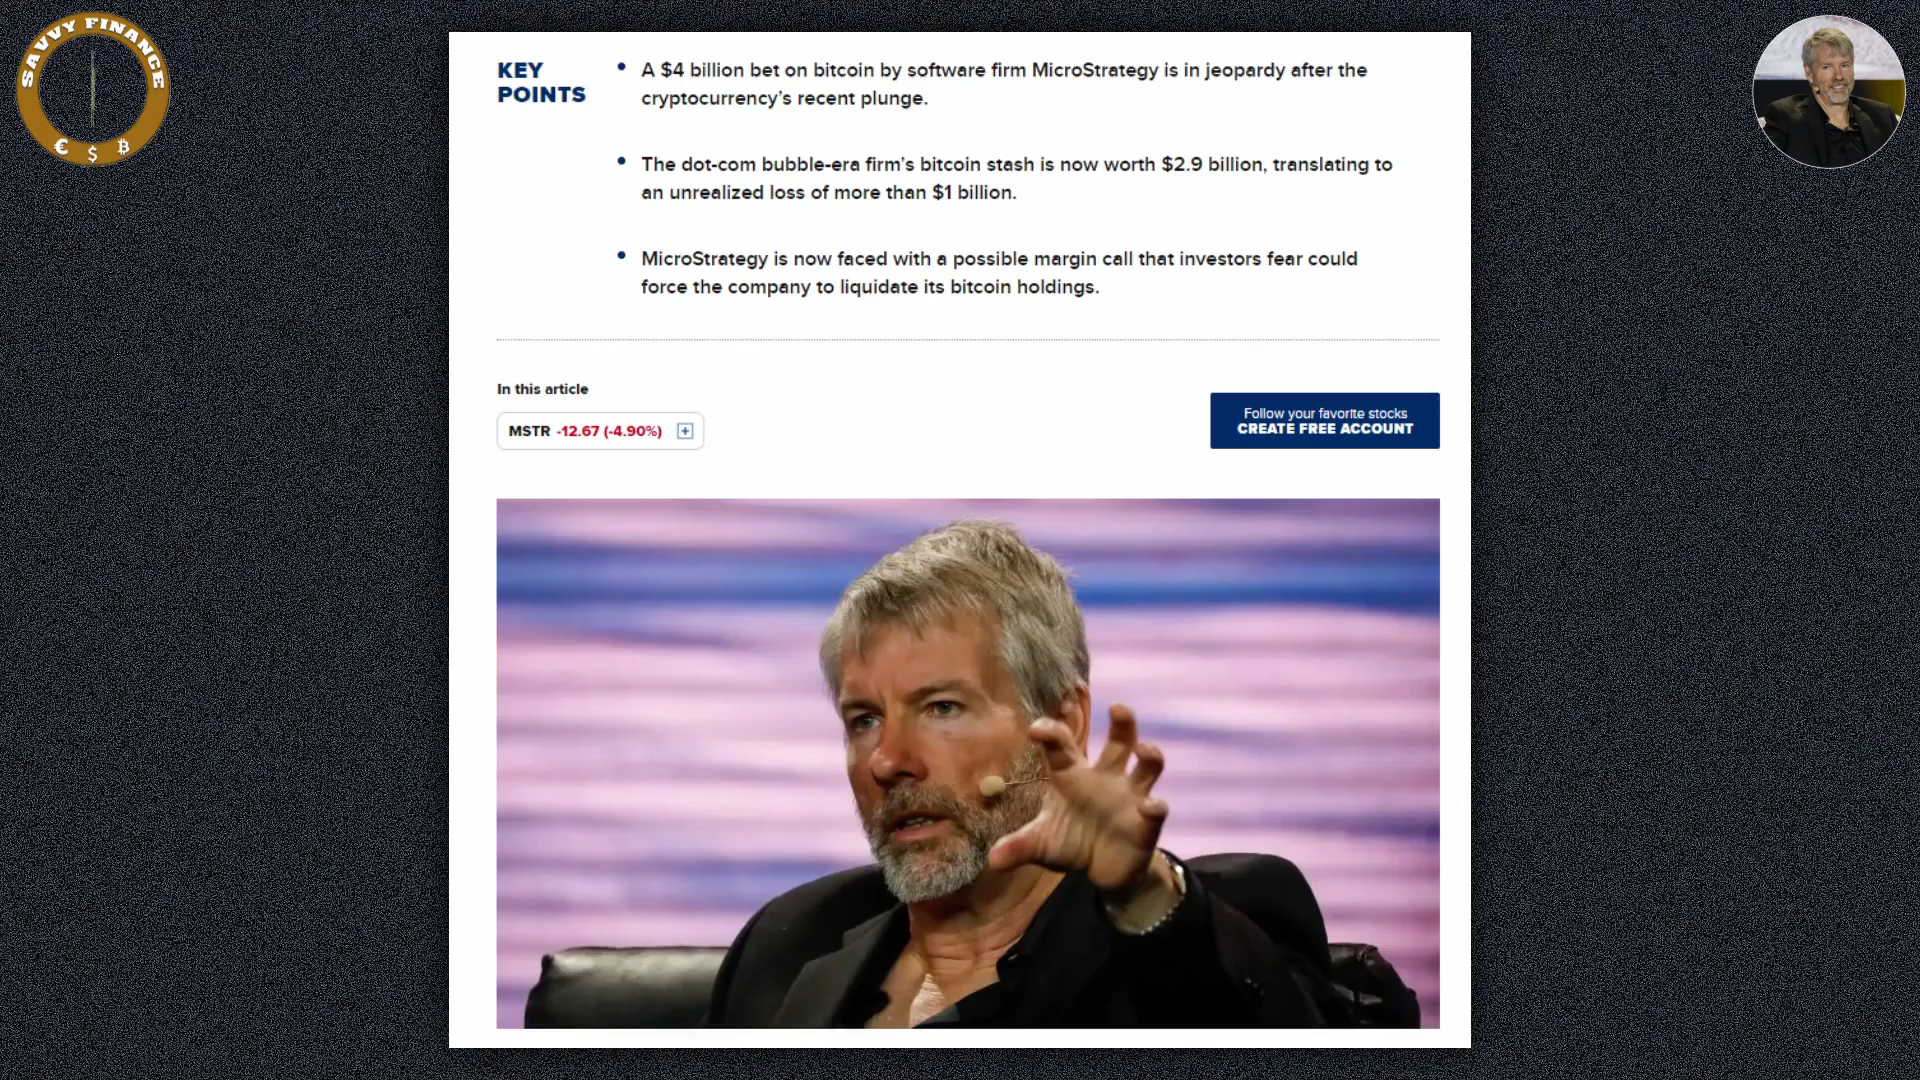 SAVVY FINANCE
€ $ ₿
KEY
POINTS
• A $4 billion bet on bitcoin by software firm MicroStrategy is in jeopardy after the
cryptocurrency’s recent plunge.
• The dot-com bubble-era firm’s bitcoin stash is now worth $2.9 billion, translating to
an unrealized loss of more than $1 billion.
• MicroStrategy is now faced with a possible margin call that investors fear could
force the company to liquidate its bitcoin holdings.
In this article
MSTR -12.67 (-4.90%) +
Follow your favorite stocks
CREATE FREE ACCOUNT